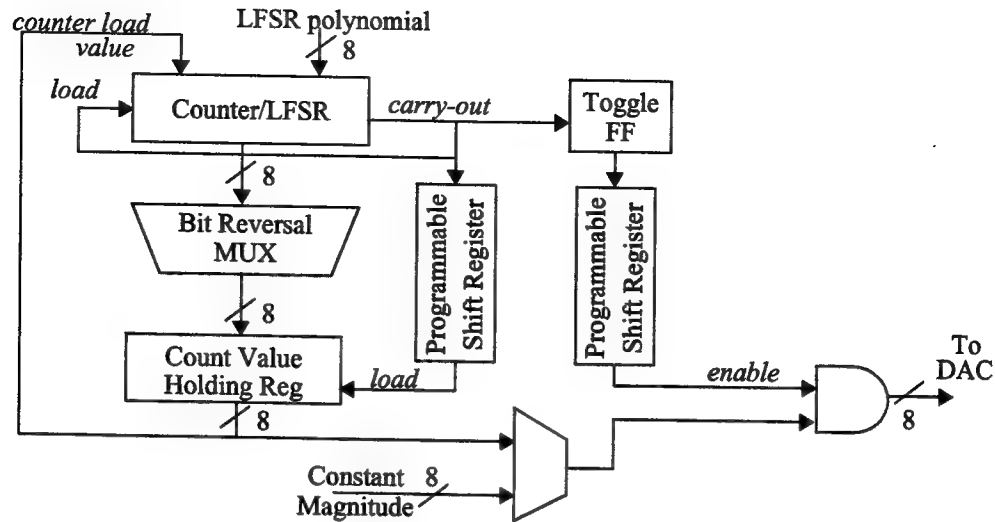 counter load
value
LFSR polynomial
8
load
Counter/LFSR
carry-out
Toggle
FF
8
Bit Reversal
MUX
Programmable
Shift Register
Programmable
Shift Register
8
Count Value
Holding Reg
load
enable
To
DAC
8
8
Constant 8
Magnitude